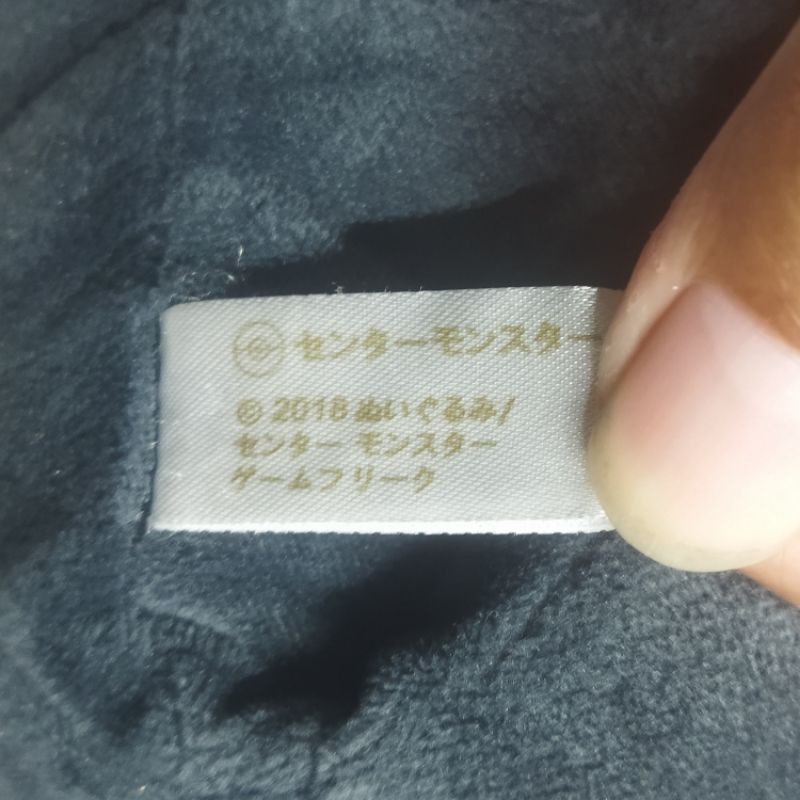 センターモンスター
© 2018 ぬいぐるみ/
センター モンスター
ゲームフリーク